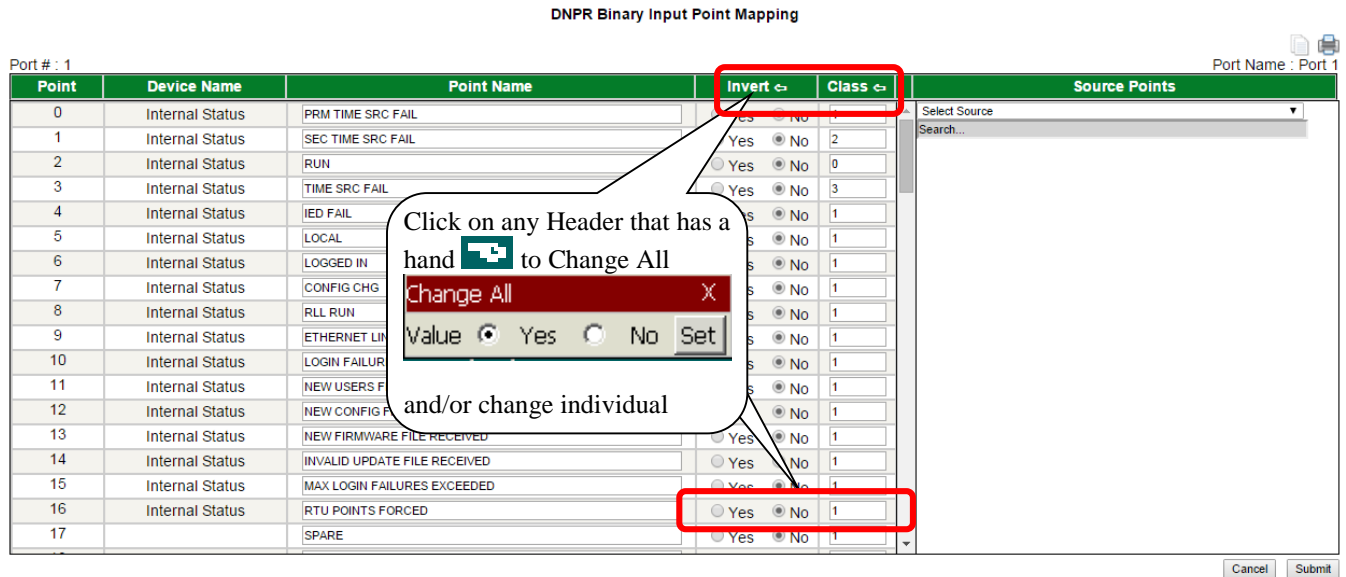 DNPR Binary Input Point Mapping
Port # : 1 Port Name : Port 1
Point Device Name Point Name Invert ⇦ Class ⇦ Source Points
0 Internal Status PRM TIME SRC FAIL Yes No 1 Select Source
1 Internal Status SEC TIME SRC FAIL Yes No 2 Search...
2 Internal Status RUN Yes No 0
3 Internal Status TIME SRC FAIL Yes No 3
4 Internal Status IED FAIL No 1
5 Internal Status LOCAL No 1
6 Internal Status LOGGED IN No 1
7 Internal Status CONFIG CHG No 1
8 Internal Status RLL RUN No 1
9 Internal Status ETHERNET LIN No 1
10 Internal Status LOGIN FAILUR No 1
11 Internal Status NEW USERS F No 1
12 Internal Status NEW CONFIG F No 1
13 Internal Status NEW FIRMWARE FILE RECEIVED Yes No 1
14 Internal Status INVALID UPDATE FILE RECEIVED Yes No 1
15 Internal Status MAX LOGIN FAILURES EXCEEDED Yes No 1
16 Internal Status RTU POINTS FORCED Yes No 1
17 SPARE Yes No 1
Click on any Header that has a
hand to Change All
Change All X
Value Yes No Set
and/or change individual
Cancel Submit